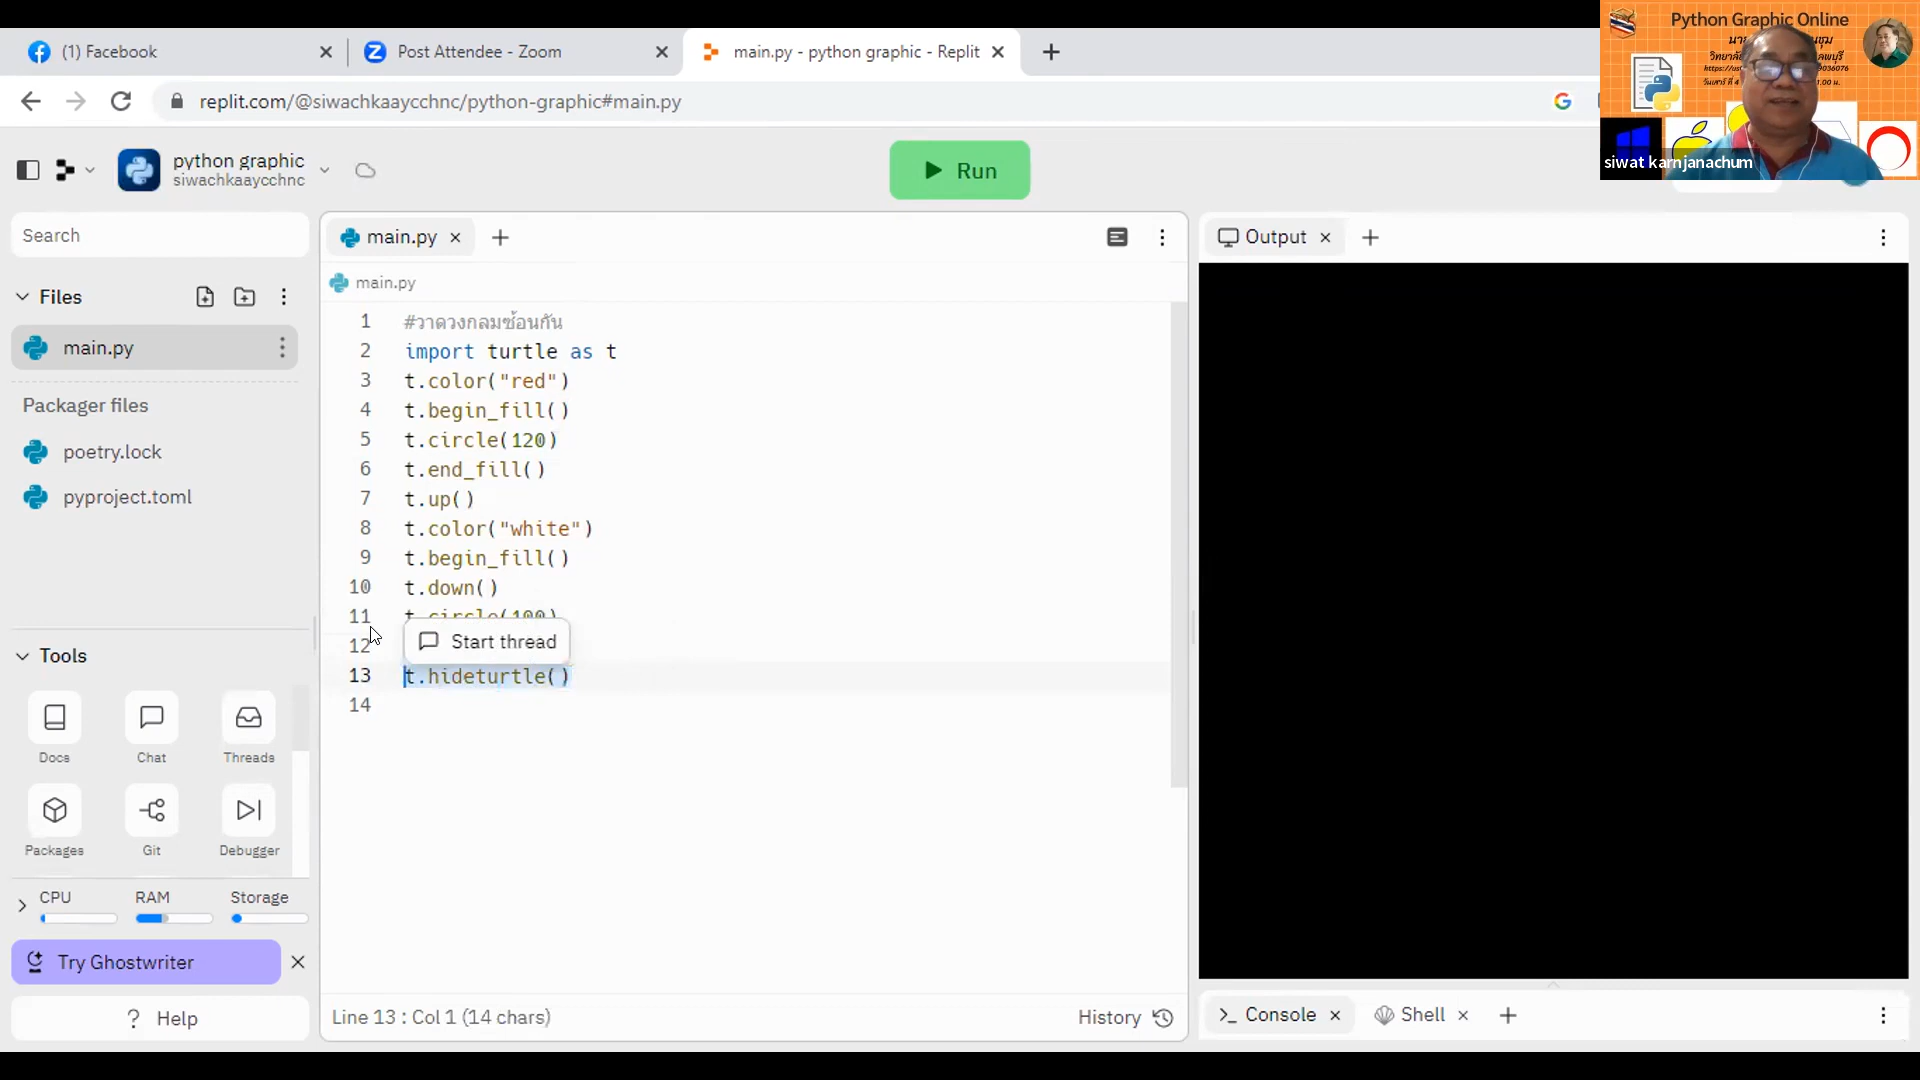 (1) Facebook
Post Attendee - Zoom
main.py - python graphic - Replit
replit.com/@siwachkaaycchnc/python-graphic#main.py
Python Graphic Online
siwat karnjanachum
python graphic
siwachkaaycchnc
Run
Search
main.py
Output
Files
main.py
main.py
Packager files
poetry.lock
pyproject.toml
1 #วาดวงกลมซ้อนกัน
2 import turtle as t
3 t.color("red")
4 t.begin_fill()
5 t.circle(120)
6 t.end_fill()
7 t.up()
8 t.color("white")
9 t.begin_fill()
10 t.down()
11 t.circle(100)
12
Start thread
13 t.hideturtle()
14
Tools
Docs
Chat
Threads
Packages
Git
Debugger
CPU
RAM
Storage
Try Ghostwriter
? Help
Line 13 : Col 1 (14 chars)
History
Console
Shell